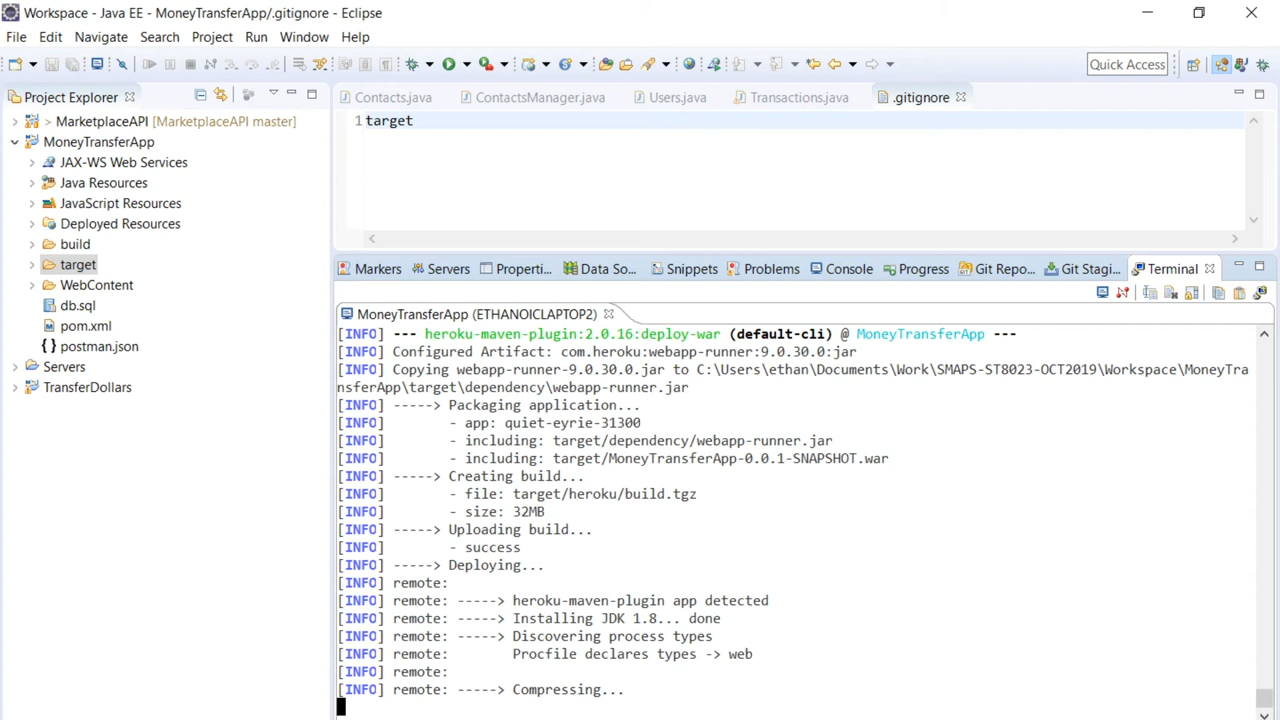 Workspace - Java EE - MoneyTransferApp/.gitignore - Eclipse
File Edit Navigate Search Project Run Window Help
Quick Access
Project Explorer
> MarketplaceAPI [MarketplaceAPI master]
MoneyTransferApp
JAX-WS Web Services
Java Resources
JavaScript Resources
Deployed Resources
build
target
WebContent
db.sql
pom.xml
postman.json
Servers
TransferDollars
Contacts.java ContactsManager.java Users.java Transactions.java .gitignore
1 target
Markers Servers Properti... Data So... Snippets Problems Console Progress Git Repo... Git Stagi... Terminal
MoneyTransferApp (ETHANOICLAPTOP2)
[INFO] --- heroku-maven-plugin:2.0.16:deploy-war (default-cli) @ MoneyTransferApp ---
[INFO] Configured Artifact: com.heroku:webapp-runner:9.0.30.0:jar
[INFO] Copying webapp-runner-9.0.30.0.jar to C:\Users\ethan\Documents\Work\SMAPS-ST8023-OCT2019\Workspace\MoneyTra
nsferApp\target\dependency\webapp-runner.jar
[INFO] -----> Packaging application...
[INFO] - app: quiet-eyrie-31300
[INFO] - including: target/dependency/webapp-runner.jar
[INFO] - including: target/MoneyTransferApp-0.0.1-SNAPSHOT.war
[INFO] -----> Creating build...
[INFO] - file: target/heroku/build.tgz
[INFO] - size: 32MB
[INFO] -----> Uploading build...
[INFO] - success
[INFO] -----> Deploying...
[INFO] remote:
[INFO] remote: -----> heroku-maven-plugin app detected
[INFO] remote: -----> Installing JDK 1.8... done
[INFO] remote: -----> Discovering process types
[INFO] remote: Procfile declares types -> web
[INFO] remote:
[INFO] remote: -----> Compressing...